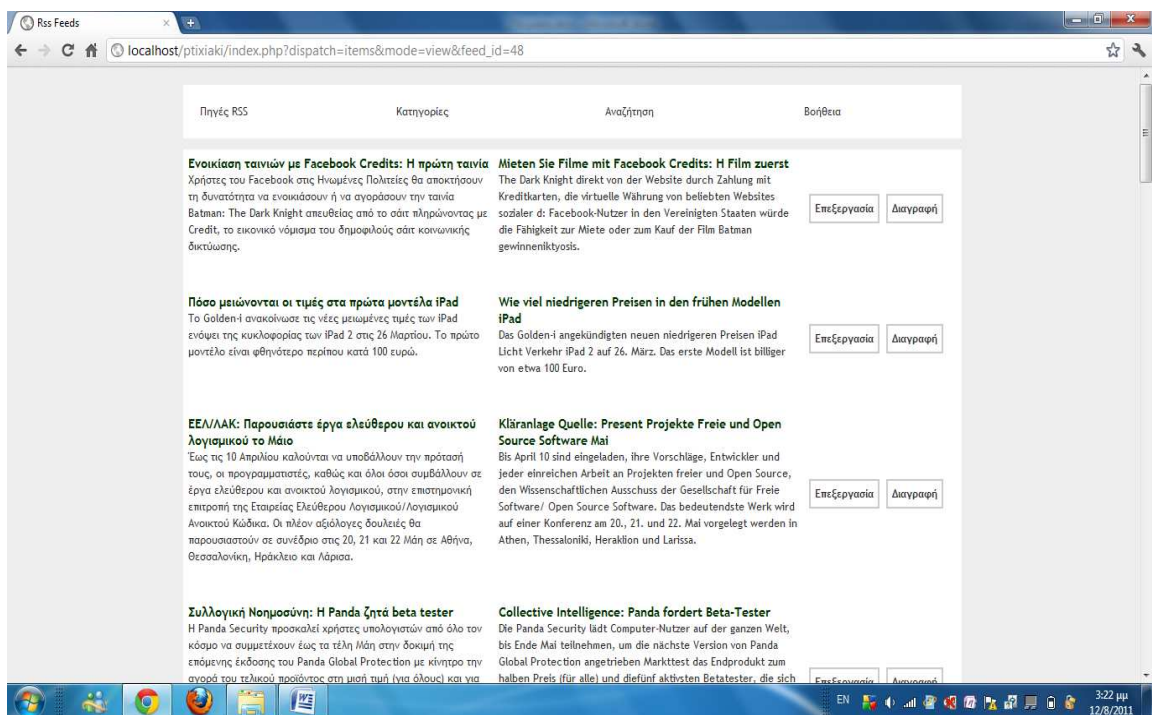 Rss Feeds
localhost/ptixiaki/index.php?dispatch=items&mode=view&feed_id=48
Πηγές RSS Κατηγορίες Αναζήτηση Βοήθεια
Ενοικίαση ταινιών με Facebook Credits: Η πρώτη ταινία
Χρήστες του Facebook στις Ηνωμένες Πολιτείες θα αποκτήσουν
τη δυνατότητα να ενοικιάσουν ή να αγοράσουν την ταινία
Batman: The Dark Knight απευθείας από το σάιτ πληρώνοντας με
Credit, το εικονικό νόμισμα του δημοφιλούς σάιτ κοινωνικής
δικτύωσης.
Mieten Sie Filme mit Facebook Credits: Η Film zuerst
The Dark Knight direkt von der Website durch Zahlung mit
Kreditkarten, die virtuelle Währung von beliebten Websites
sozialer d: Facebook-Nutzer in den Vereinigten Staaten würde
die Fähigkeit zur Miete oder zum Kauf der Film Batman
gewinneniktyosis.
Επεξεργασία Διαγραφή
Πόσο μειώνονται οι τιμές στα πρώτα μοντέλα iPad
Το Golden-i ανακοίνωσε τις νέες μειωμένες τιμές των iPad
ενόψει της κυκλοφορίας των iPad 2 στις 26 Μαρτίου. Το πρώτο
μοντέλο είναι φθηνότερο περίπου κατά 100 ευρώ.
Wie viel niedrigeren Preisen in den frühen Modellen
iPad
Das Golden-i angekündigten neuen niedrigeren Preisen iPad
Licht Verkehr iPad 2 auf 26. März. Das erste Modell ist billiger
von etwa 100 Euro.
Επεξεργασία Διαγραφή
ΕΕΛ/ΛΑΚ: Παρουσιάστε έργα ελεύθερου και ανοικτού
λογισμικού το Μάιο
Έως τις 10 Απριλίου καλούνται να υποβάλλουν την πρότασή
τους, οι προγραμματιστές, καθώς και όλοι όσοι συμβάλλουν σε
έργα ελεύθερου και ανοικτού λογισμικού, στην επιστημονική
επιτροπή της Εταιρείας Ελεύθερου Λογισμικού/Λογισμικού
Ανοικτού Κώδικα. Οι πλέον αξιόλογες δουλειές θα
παρουσιαστούν σε συνέδριο στις 20, 21 και 22 Μάη σε Αθήνα,
Θεσσαλονίκη, Ηράκλειο και Λάρισα.
Kläranlage Quelle: Present Projekte Freie und Open
Source Software Mai
Bis April 10 sind eingeladen, ihre Vorschläge, Entwickler und
jeder einreichen Arbeit an Projekten freier und Open Source,
den Wissenschaftlichen Ausschuss der Gesellschaft für Freie
Software/ Open Source Software. Das bedeutendste Werk wird
auf einer Konferenz am 20., 21. und 22. Mai vorgelegt werden in
Athen, Thessaloniki, Heraklion und Larissa.
Επεξεργασία Διαγραφή
Συλλογική Νοημοσύνη: Η Panda ζητά beta tester
Η Panda Security προσκαλεί χρήστες υπολογιστών από όλο τον
κόσμο να συμμετέχουν έως τα τέλη Μάη στην δοκιμή της
επόμενης έκδοσης του Panda Global Protection με κίνητρο την
αγορά του τελικού προϊόντος στη μισή τιμή (για όλους) και για
Collective Intelligence: Panda fordert Beta-Tester
Die Panda Security lädt Computer-Nutzer auf der ganzen Welt,
bis Ende Mai teilnehmen, um die nächste Version von Panda
Global Protection angetrieben Markttest das Endprodukt zum
halben Preis (für alle) und diefünf aktivsten Betatester, die sich
Επεξεργασία Διαγραφή
EN 3:22 μμ
12/8/2011